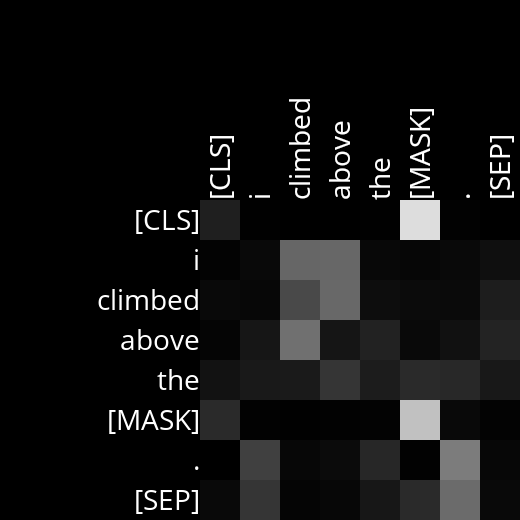 [CLS] i climbed above the [MASK] . [SEP]
[CLS]
i
climbed
above
the
[MASK]
.
[SEP]